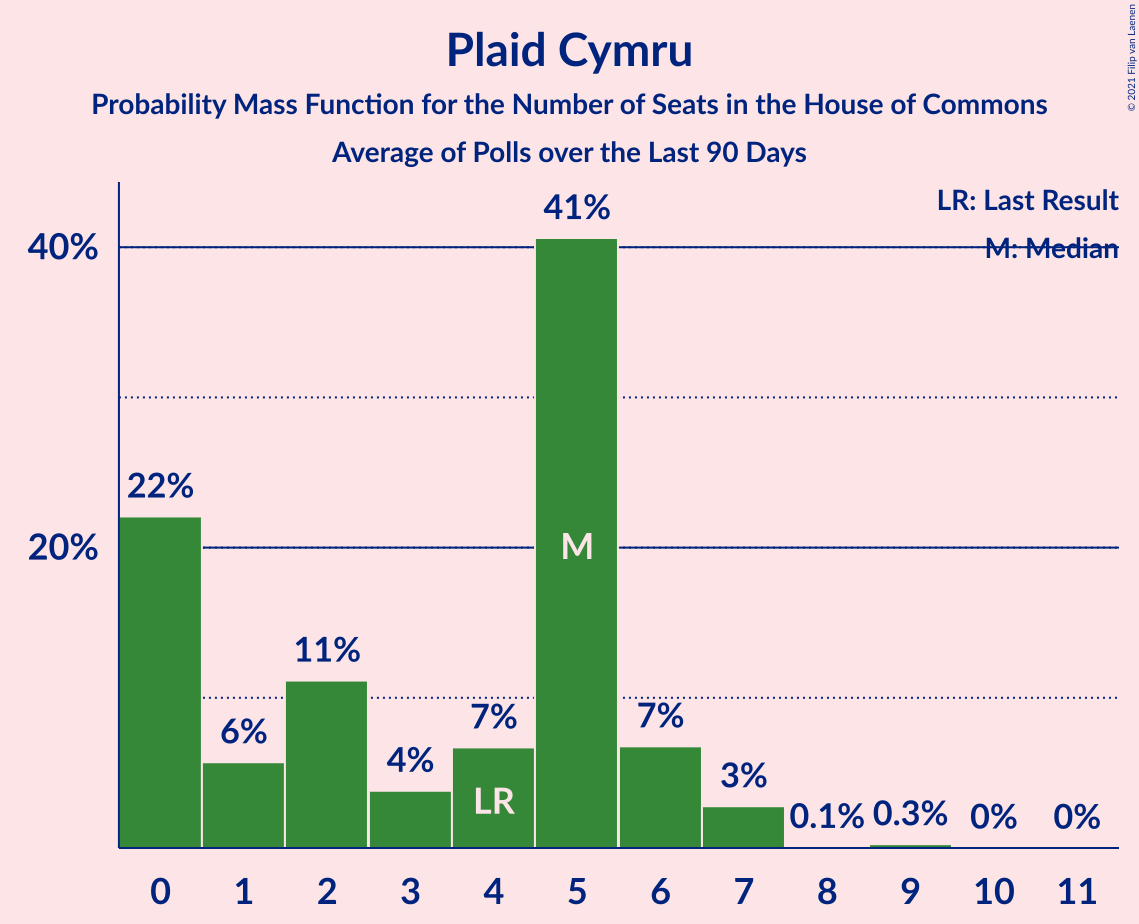 Plaid Cymru
Probability Mass Function for the Number of Seats in the House of Commons
Average of Polls over the Last 90 Days
© 2021 Filip van Laenen
LR: Last Result
M: Median
40%
20%
22%
6%
11%
4%
7%
41%
7%
3%
0.1%
0.3%
0%
0%
LR
M
0 1 2 3 4 5 6 7 8 9 10 11